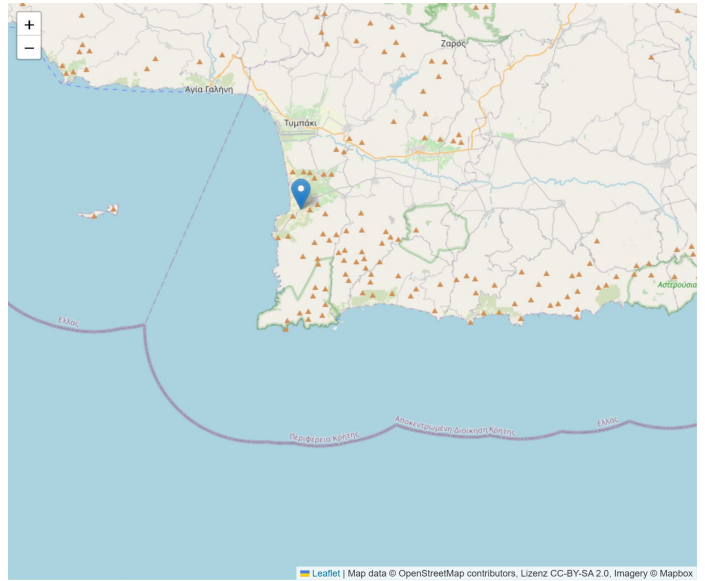 +
−
Ζαρός
Αγία Γαλήνη
Τυμπάκι
Αστερούσια
Ελλάς
Περιφέρεια Κρήτης
Αποκεντρωμένη Διοίκηση Κρήτης
Ελλάς
Leaflet | Map data © OpenStreetMap contributors, Lizenz CC-BY-SA 2.0, Imagery © Mapbox